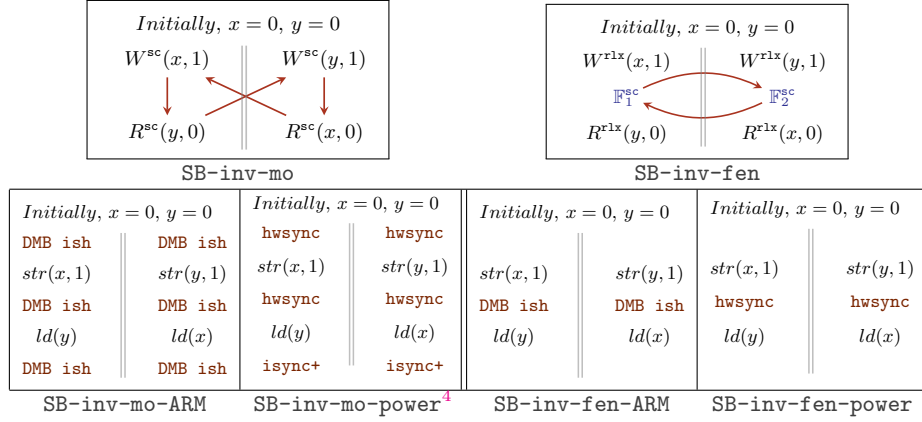 Initially, x = 0, y = 0
W^sc(x, 1) W^sc(y, 1)
R^sc(y, 0) R^sc(x, 0)
SB-inv-mo
Initially, x = 0, y = 0
W^rlx(x, 1) W^rlx(y, 1)
𝔽₁^sc 𝔽₂^sc
R^rlx(y, 0) R^rlx(x, 0)
SB-inv-fen
Initially, x = 0, y = 0
DMB ish DMB ish
str(x, 1) str(y, 1)
DMB ish DMB ish
ld(y) ld(x)
DMB ish DMB ish
SB-inv-mo-ARM
Initially, x = 0, y = 0
hwsync hwsync
str(x, 1) str(y, 1)
hwsync hwsync
ld(y) ld(x)
isync+ isync+
SB-inv-mo-power⁴
Initially, x = 0, y = 0
str(x, 1) str(y, 1)
DMB ish DMB ish
ld(y) ld(x)
SB-inv-fen-ARM
Initially, x = 0, y = 0
str(x, 1) str(y, 1)
hwsync hwsync
ld(y) ld(x)
SB-inv-fen-power